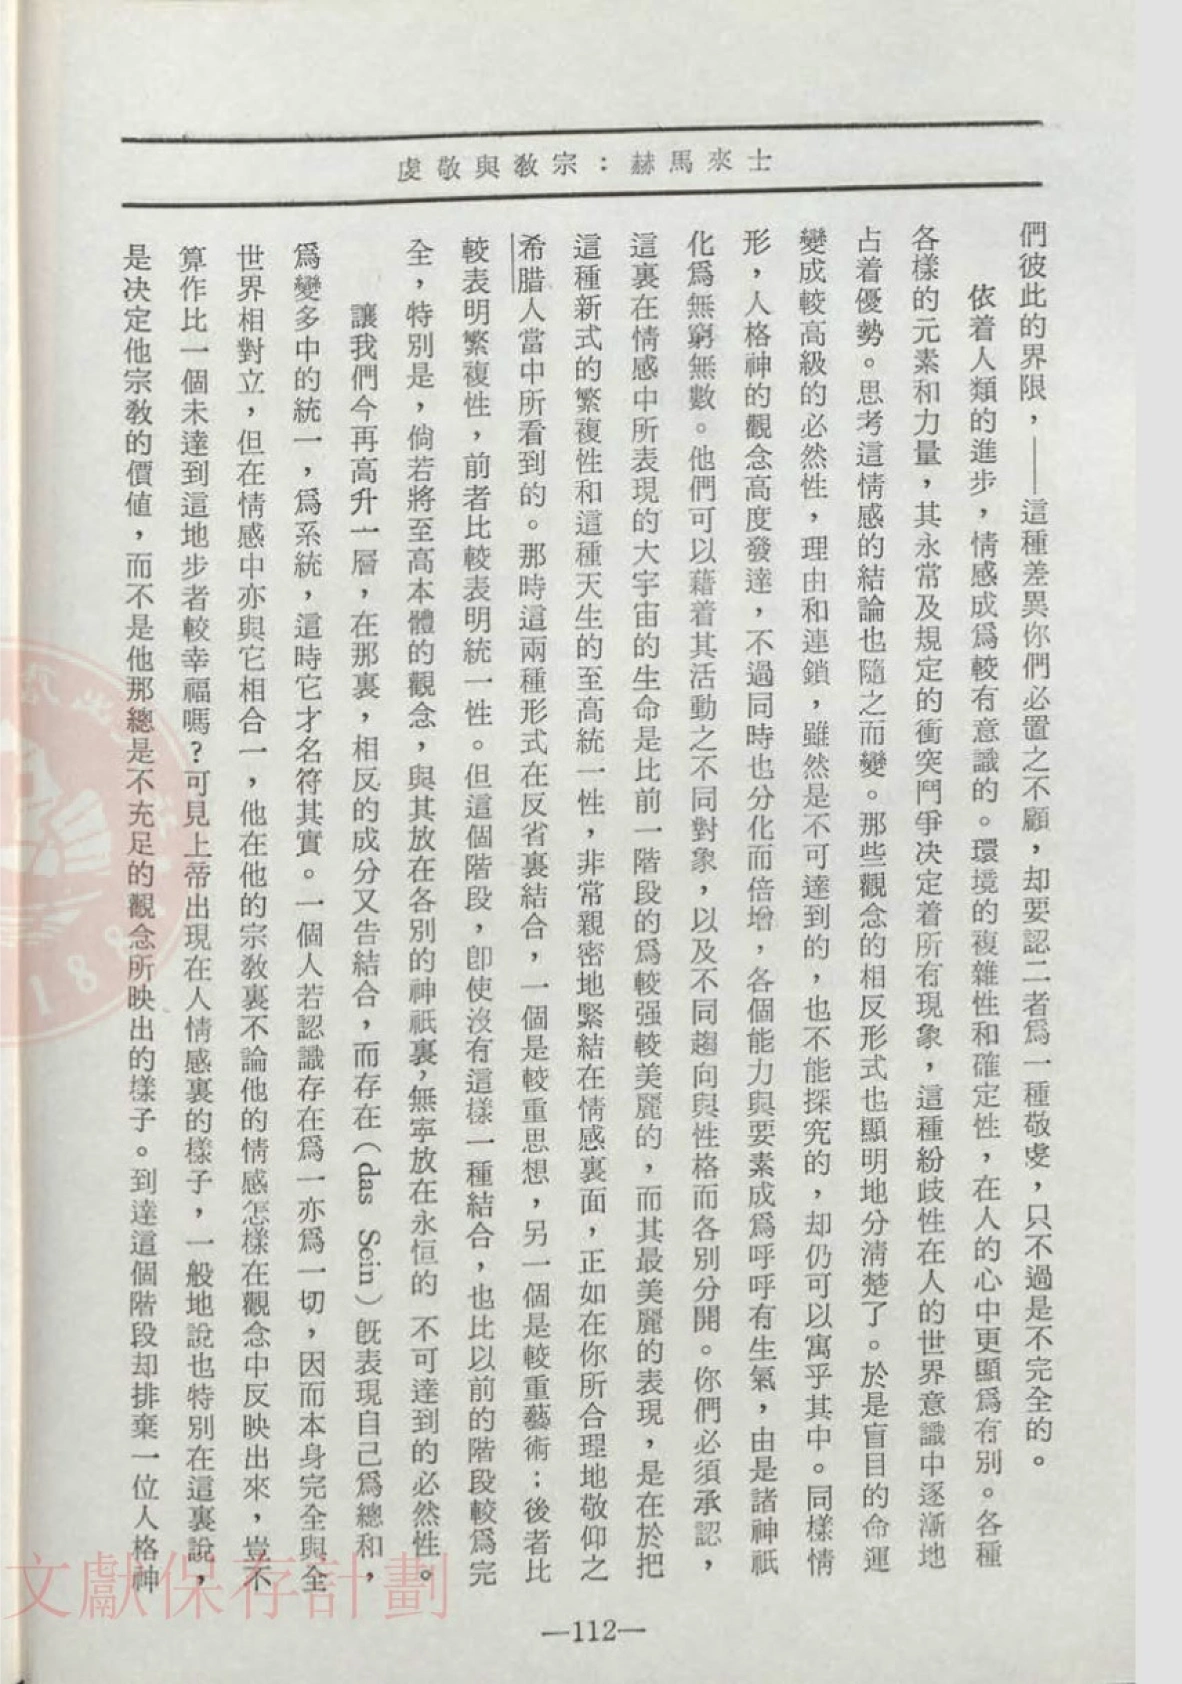 士來馬赫：宗教與敬虔
們彼此的界限，——這種差異你們必置之不顧，却要認二者爲一種敬虔，只不過是不完全的。
依着人類的進步，情感成爲較有意識的。環境的複雜性和確定性，在人的心中更顯爲有別。各種
各樣的元素和力量，其永常及規定的衝突鬥爭决定着所有現象，這種紛歧性在人的世界意識中逐漸地
占着優勢。思考這情感的結論也隨之而變。那些觀念的相反形式也顯明地分淸楚了。於是盲目的命運
變成較高級的必然性，理由和連鎖，雖然是不可達到的，也不能探究的，却仍可以寓乎其中。同樣情
形，人格神的觀念高度發達，不過同時也分化而倍增，各個能力與要素成爲呼呼有生氣，由是諸神祇
化爲無窮無數。他們可以藉着其活動之不同對象，以及不同趨向與性格而各別分開。你們必須承認，
這裏在情感中所表現的大宇宙的生命是比前一階段的爲較强較美麗的，而其最美麗的表現，是在於把
這種新式的繁複性和這種天生的至高統一性，非常親密地緊結在情感裏面，正如在你所合理地敬仰之
希腊人當中所看到的。那時這兩種形式在反省裏結合，一個是較重思想，另一個是較重藝術；後者比
較表明繁複性，前者比較表明統一性。但這個階段，卽使沒有這樣一種結合，也比以前的階段較爲完
全，特別是，倘若將至高本體的觀念，與其放在各別的神祇裏，無寧放在永恒的 不可達到的必然性。
讓我們今再高升一層，在那裏，相反的成分又告結合，而存在（das Sein）旣表現自己爲總和，
爲變多中的統一，爲系統，這時它才名符其實。一個人若認識存在爲一亦爲一切，因而本身完全與全
世界相對立，但在情感中亦與它相合一，他在他的宗教裏不論他的情感怎樣在觀念中反映出來，豈不
算作比一個未達到這地步者較幸福嗎？可見上帝出現在人情感裏的樣子，一般地說也特別在這裏說，
是决定他宗教的價值，而不是他那總是不充足的觀念所映出的樣子。到達這個階段却排棄一位人格神
—112—
文獻保存計劃
188